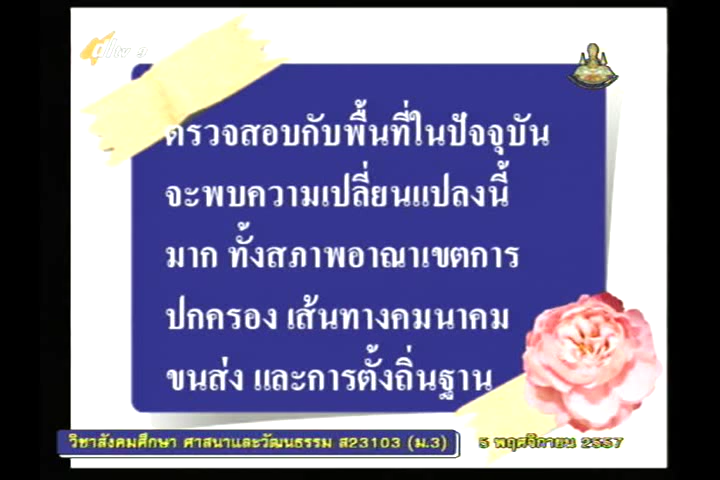 ตรวจสอบกับพื้นที่ในปัจจุบัน
จะพบความเปลี่ยนแปลงนี้
มาก ทั้งสภาพอาณาเขตการ
ปกครอง เส้นทางคมนาคม
ขนส่ง และการตั้งถิ่นฐาน
วิชาสังคมศึกษา ศาสนาและวัฒนธรรม ส23103 (ม.3) 5 พฤศจิกายน 2557